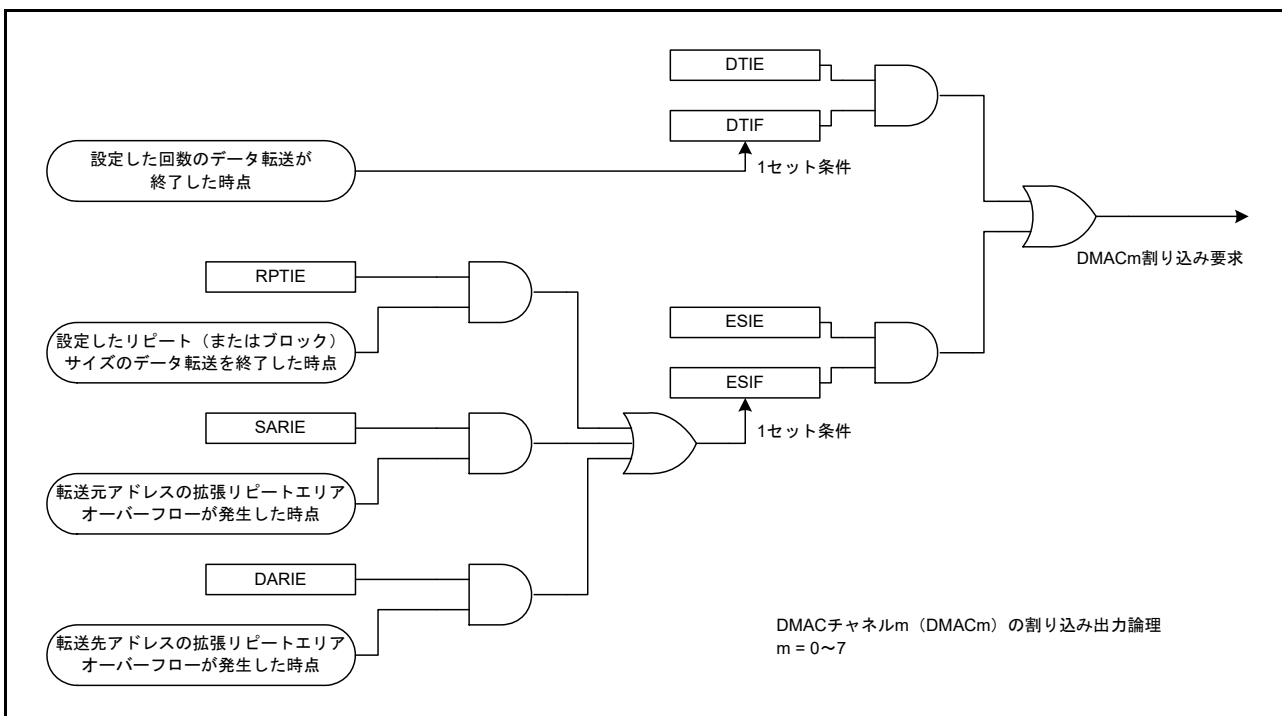 DTIE
DTIF
設定した回数のデータ転送が
終了した時点
1セット条件
DMACm割り込み要求
RPTIE
設定したリピート（またはブロック）
サイズのデータ転送を終了した時点
ESIE
ESIF
1セット条件
SARIE
転送元アドレスの拡張リピートエリア
オーバーフローが発生した時点
DARIE
転送先アドレスの拡張リピートエリア
オーバーフローが発生した時点
DMACチャネルm（DMACm）の割り込み出力論理
m = 0～7